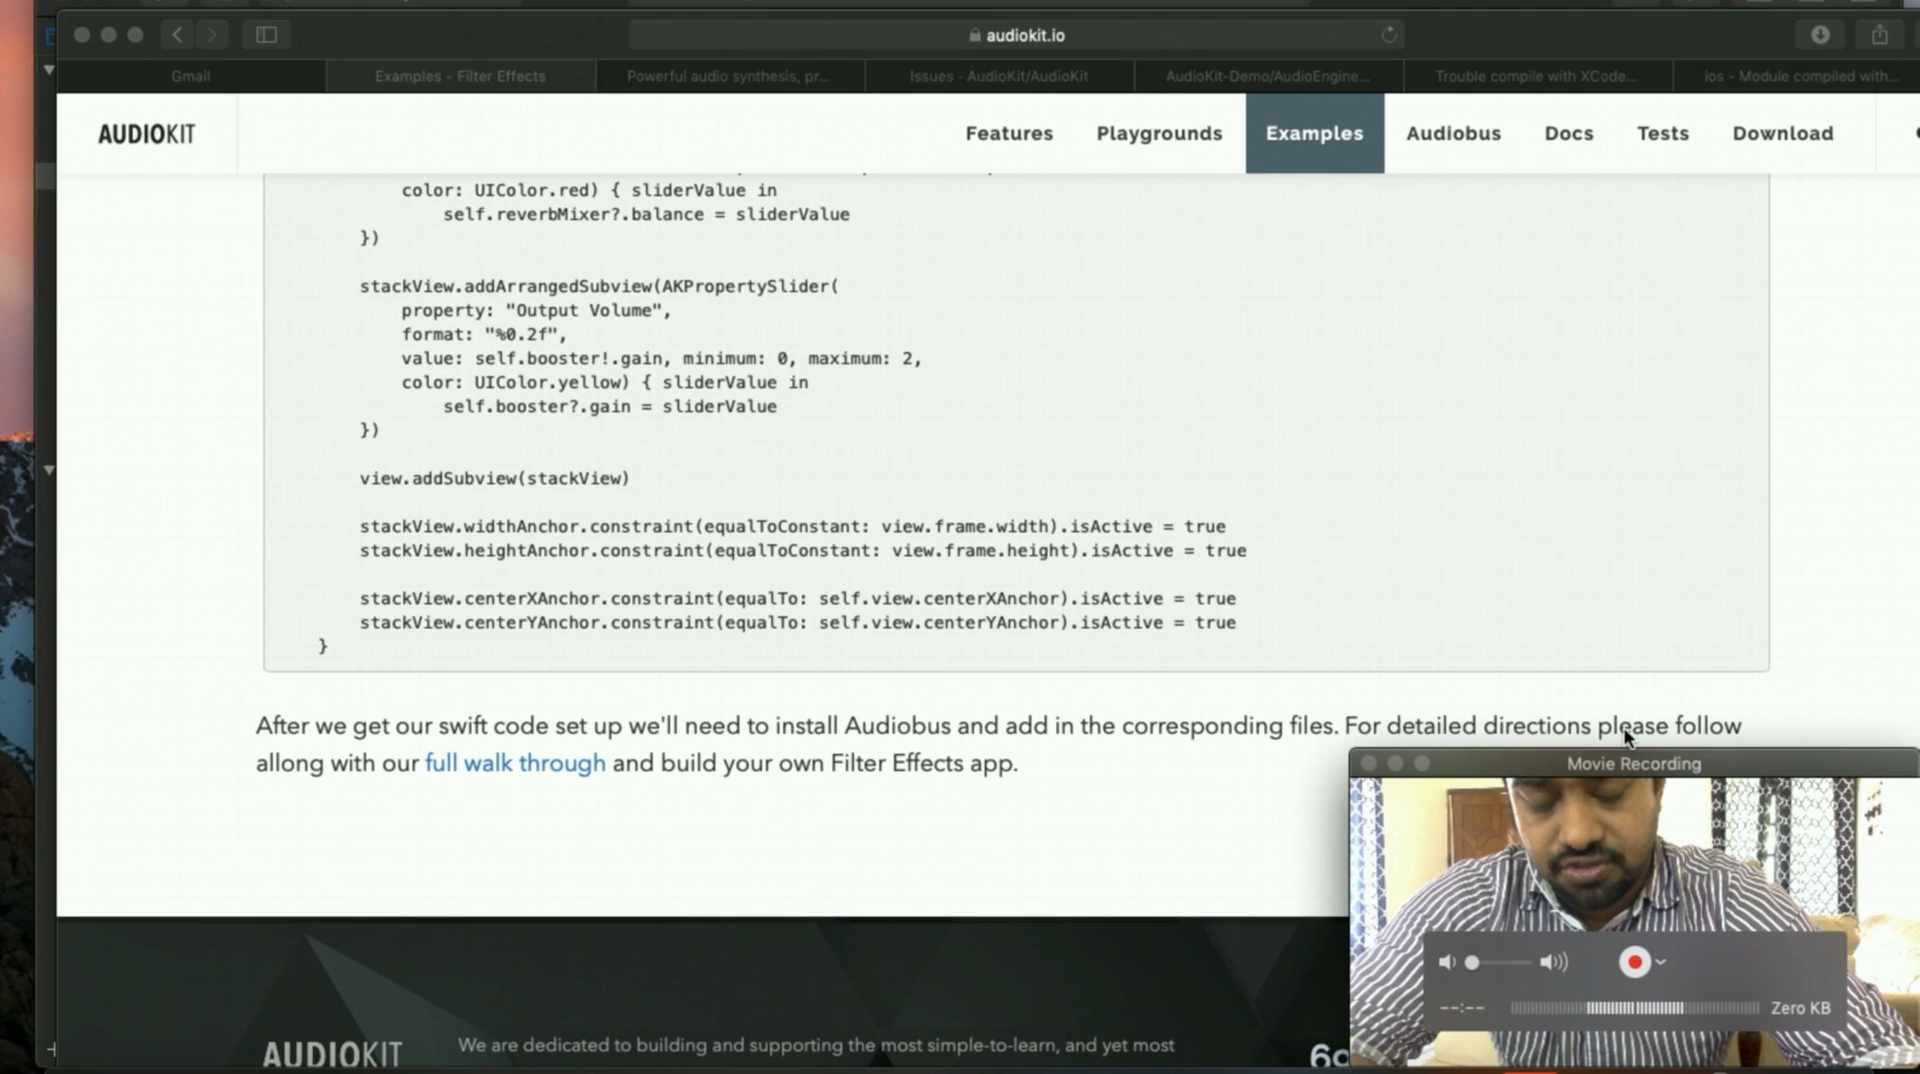 audiokit.io
Gmail
Examples - Filter Effects
Powerful audio synthesis, pr...
Issues · AudioKit/AudioKit
AudioKit-Demo/AudioEngine...
Trouble compile with XCode...
ios - Module compiled with...
AUDIOKIT
Features
Playgrounds
Examples
Audiobus
Docs
Tests
Download
color: UIColor.red) { sliderValue in
self.reverbMixer?.balance = sliderValue
})
stackView.addArrangedSubview(AKPropertySlider(
property: "Output Volume",
format: "%0.2f",
value: self.booster!.gain, minimum: 0, maximum: 2,
color: UIColor.yellow) { sliderValue in
self.booster?.gain = sliderValue
})
view.addSubview(stackView)
stackView.widthAnchor.constraint(equalToConstant: view.frame.width).isActive = true
stackView.heightAnchor.constraint(equalToConstant: view.frame.height).isActive = true
stackView.centerXAnchor.constraint(equalTo: self.view.centerXAnchor).isActive = true
stackView.centerYAnchor.constraint(equalTo: self.view.centerYAnchor).isActive = true
}
After we get our swift code set up we'll need to install Audiobus and add in the corresponding files. For detailed directions please follow
allong with our full walk through and build your own Filter Effects app.
Movie Recording
--:--
Zero KB
AUDIOKIT
We are dedicated to building and supporting the most simple-to-learn, and yet most